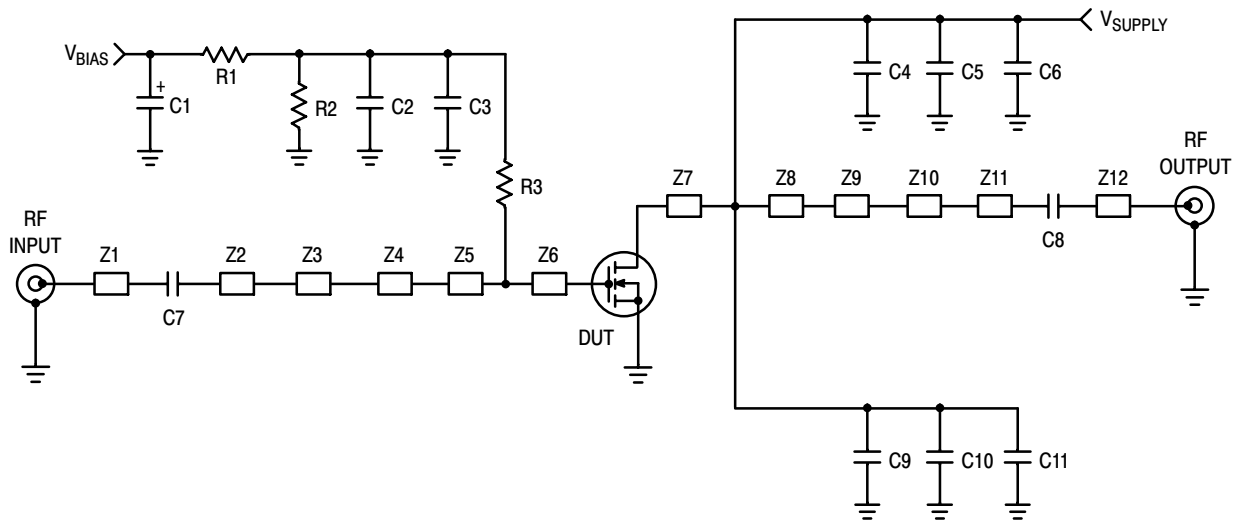 VBIAS
R1
+
C1
R2
C2
C3
R3
VSUPPLY
C4
C5
C6
RF
INPUT
Z1
C7
Z2
Z3
Z4
Z5
Z6
DUT
Z7
Z8
Z9
Z10
Z11
C8
Z12
RF
OUTPUT
C9
C10
C11